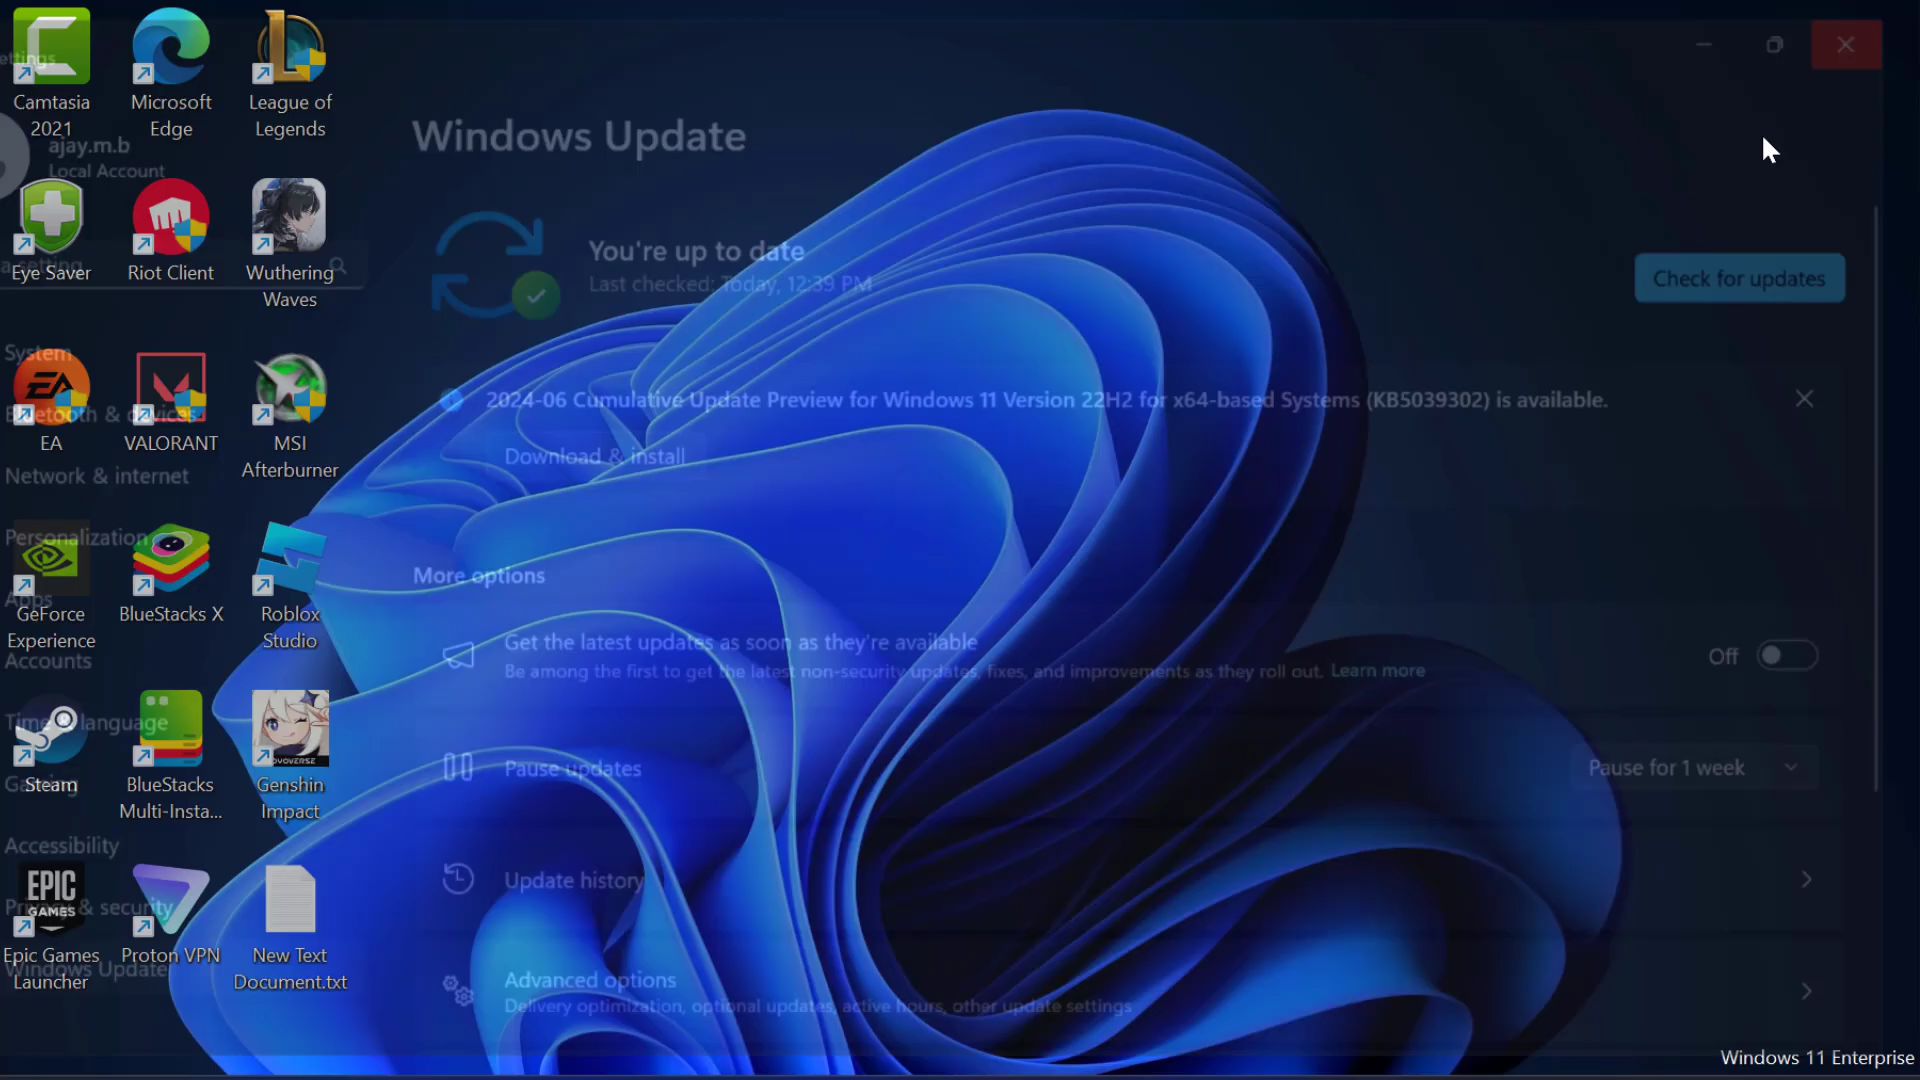 Camtasia
2021
Microsoft
Edge
League of
Legends
Eye Saver
Riot Client
Wuthering
Waves
EA
VALORANT
MSI
Afterburner
GeForce
Experience
BlueStacks X
Roblox
Studio
Steam
BlueStacks
Multi-Insta...
Genshin
Impact
EPIC
GAMES
Epic Games
Launcher
Proton VPN
New Text
Document.txt
ajay.m.b
Local Account
System
Bluetooth & devices
Network & internet
Personalization
Apps
Accounts
Time & language
Gaming
Accessibility
Privacy & security
Windows Update
Windows Update
You're up to date
Last checked: Today, 12:39 PM
Check for updates
2024-06 Cumulative Update Preview for Windows 11 Version 22H2 for x64-based Systems (KB5039302) is available.
Download & install
More options
Get the latest updates as soon as they're available
Be among the first to get the latest non-security updates, fixes, and improvements as they roll out. Learn more
Off
Pause updates
Pause for 1 week
Update history
Advanced options
Delivery optimization, optional updates, active hours, other update settings
Windows 11 Enterprise